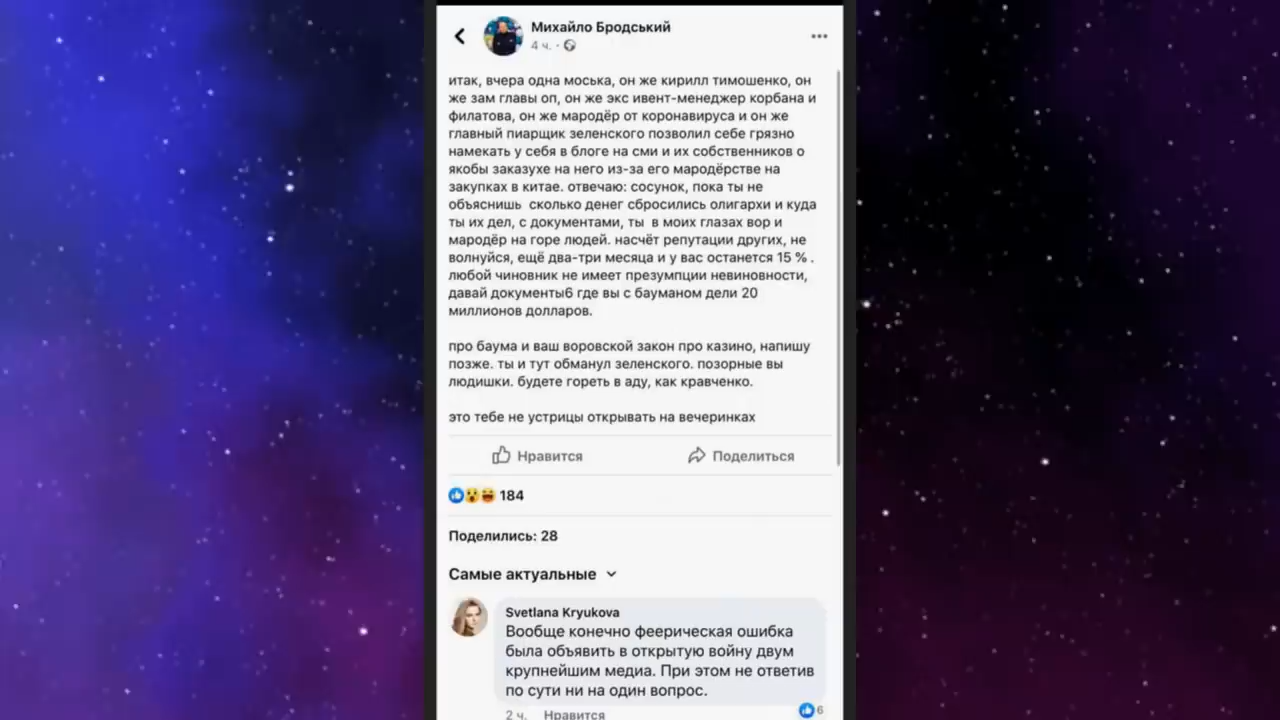 Михайло Бродський
4 ч. ·
итак, вчера одна моська, он же кирилл тимошенко, он
же зам главы оп, он же экс ивент-менеджер корбана и
филатова, он же мародёр от коронавируса и он же
главный пиарщик зеленского позволил себе грязно
намекать у себя в блоге на сми и их собственников о
якобы заказухе на него из-за его мародёрстве на
закупках в китае. отвечаю: сосунок, пока ты не
объяснишь  сколько денег сбросились олигархи и куда
ты их дел, с документами, ты  в моих глазах вор и
мародёр на горе людей. насчёт репутации других, не
волнуйся, ещё два-три месяца и у вас останется 15 % .
любой чиновник не имеет презумпции невиновности,
давай документы6 где вы с бауманом дели 20
миллионов долларов.
про баума и ваш воровской закон про казино, напишу
позже. ты и тут обманул зеленского. позорные вы
людишки. будете гореть в аду, как кравченко.
это тебе не устрицы открывать на вечеринках
Нравится Поделиться
184
Поделились: 28
Самые актуальные
Svetlana Kryukova
Вообще конечно феерическая ошибка
была объявить в открытую войну двум
крупнейшим медиа. При этом не ответив
по сути ни на один вопрос.
2 ч. Нравится 6